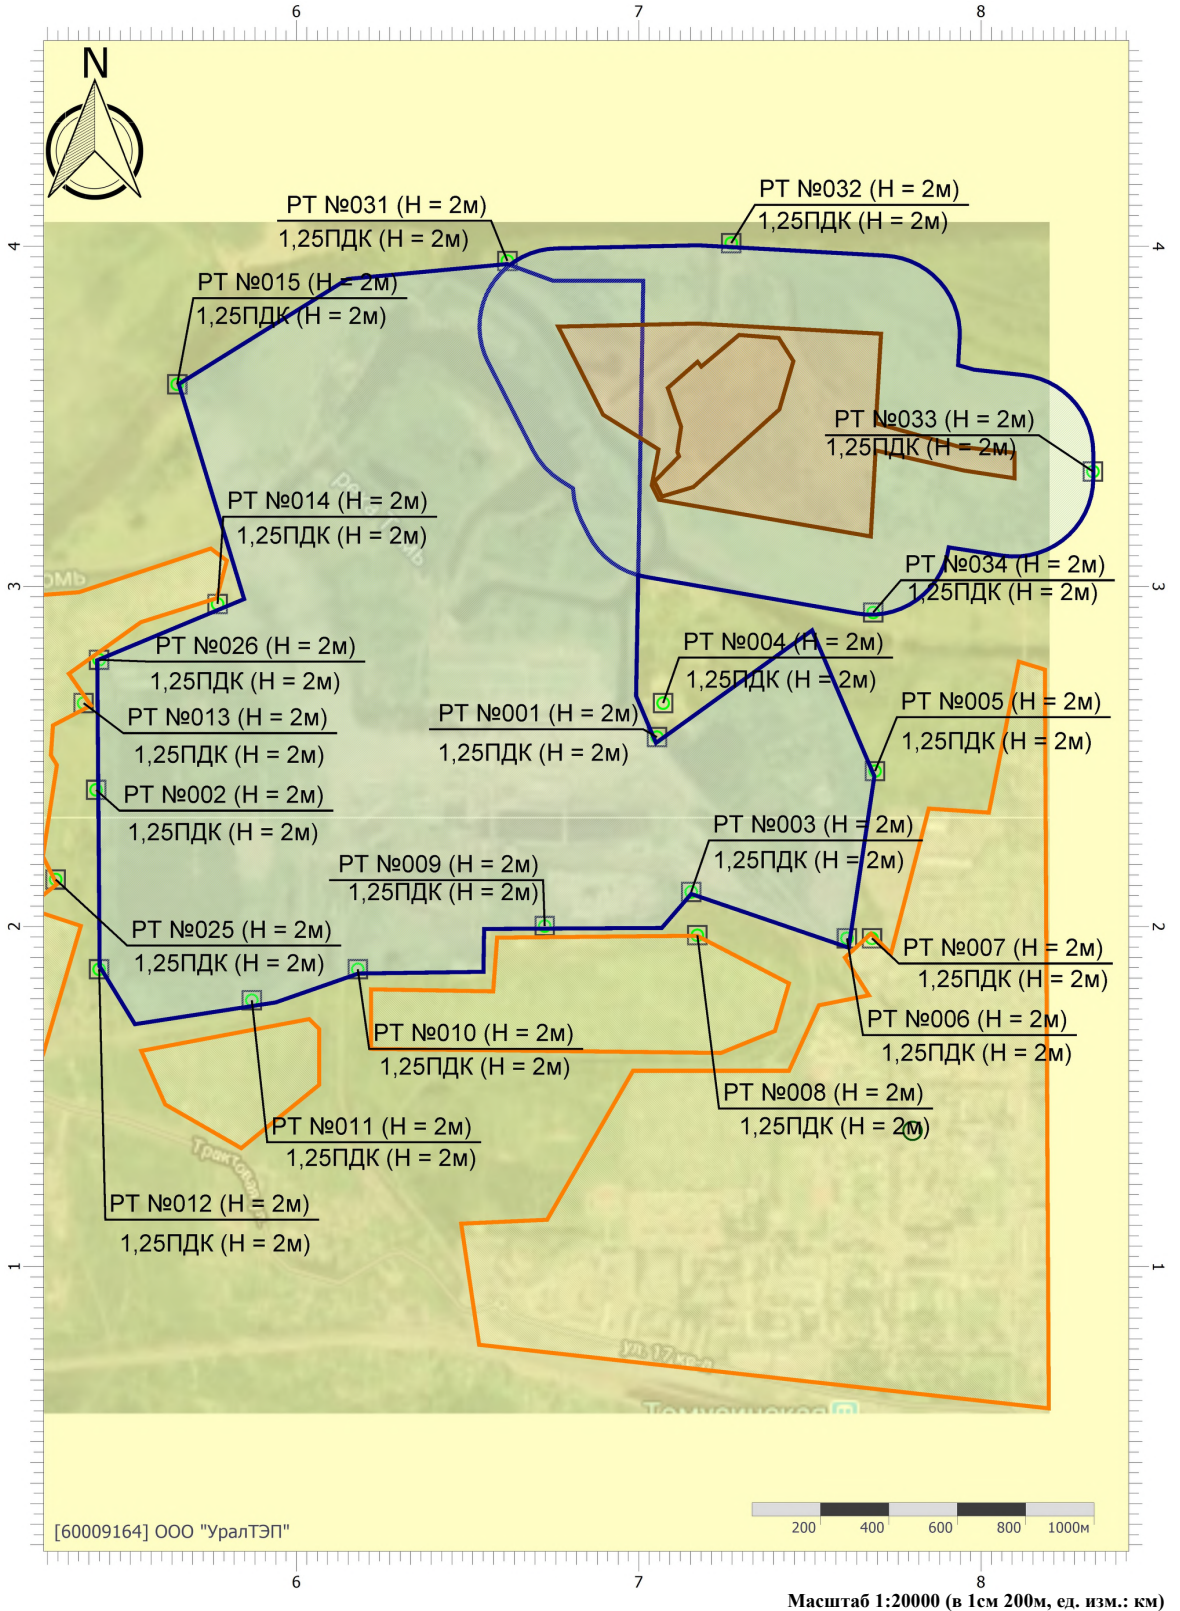 6 7 8
N
РТ №032 (Н = 2м)
1,25ПДК (Н = 2м)
РТ №031 (Н = 2м)
1,25ПДК (Н = 2м)
4 4
РТ №015 (Н = 2м)
1,25ПДК (Н = 2м)
РТ №033 (Н = 2м)
1,25ПДК (Н = 2м)
река Томь
РТ №014 (Н = 2м)
1,25ПДК (Н = 2м)
РТ №034 (Н = 2м)
1,25ПДК (Н = 2м)
омь
3 3
РТ №026 (Н = 2м)
1,25ПДК (Н = 2м)
РТ №004 (Н = 2м)
1,25ПДК (Н = 2м)
РТ №013 (Н = 2м)
1,25ПДК (Н = 2м)
РТ №001 (Н = 2м)
1,25ПДК (Н = 2м)
РТ №005 (Н = 2м)
1,25ПДК (Н = 2м)
РТ №002 (Н = 2м)
1,25ПДК (Н = 2м)
РТ №003 (Н = 2м)
1,25ПДК (Н = 2м)
РТ №009 (Н = 2м)
1,25ПДК (Н = 2м)
2 2
РТ №025 (Н = 2м)
1,25ПДК (Н = 2м)
РТ №007 (Н = 2м)
1,25ПДК (Н = 2м)
РТ №006 (Н = 2м)
1,25ПДК (Н = 2м)
РТ №010 (Н = 2м)
1,25ПДК (Н = 2м)
РТ №008 (Н = 2м)
1,25ПДК (Н = 2м)
РТ №011 (Н = 2м)
1,25ПДК (Н = 2м)
Трактовая ул.
РТ №012 (Н = 2м)
1,25ПДК (Н = 2м)
1 1
ул. 17 кв-л
Томусинская
[60009164] ООО "УралТЭП"
200 400 600 800 1000м
6 7 8
Масштаб 1:20000 (в 1см 200м, ед. изм.: км)